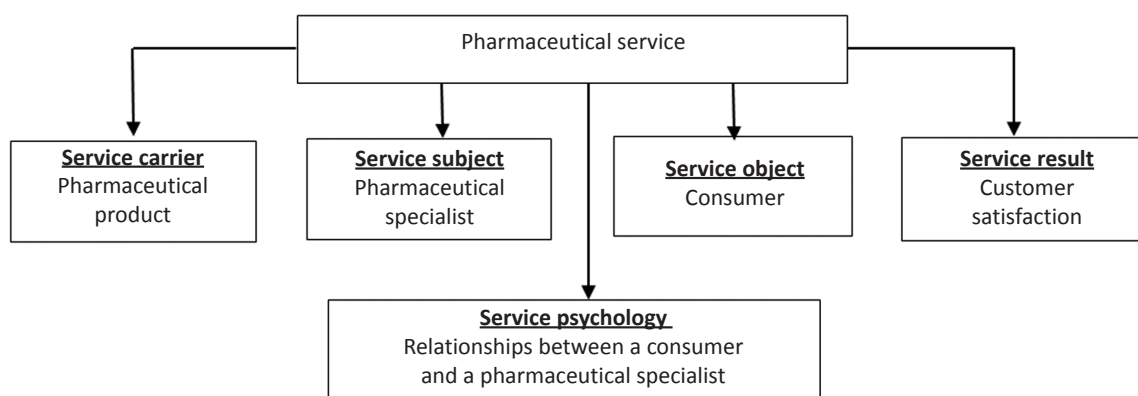 Pharmaceutical service
Service carrier
Pharmaceutical
product
Service subject
Pharmaceutical
specialist
Service object
Consumer
Service result
Customer
satisfaction
Service psychology
Relationships between a consumer
and a pharmaceutical specialist